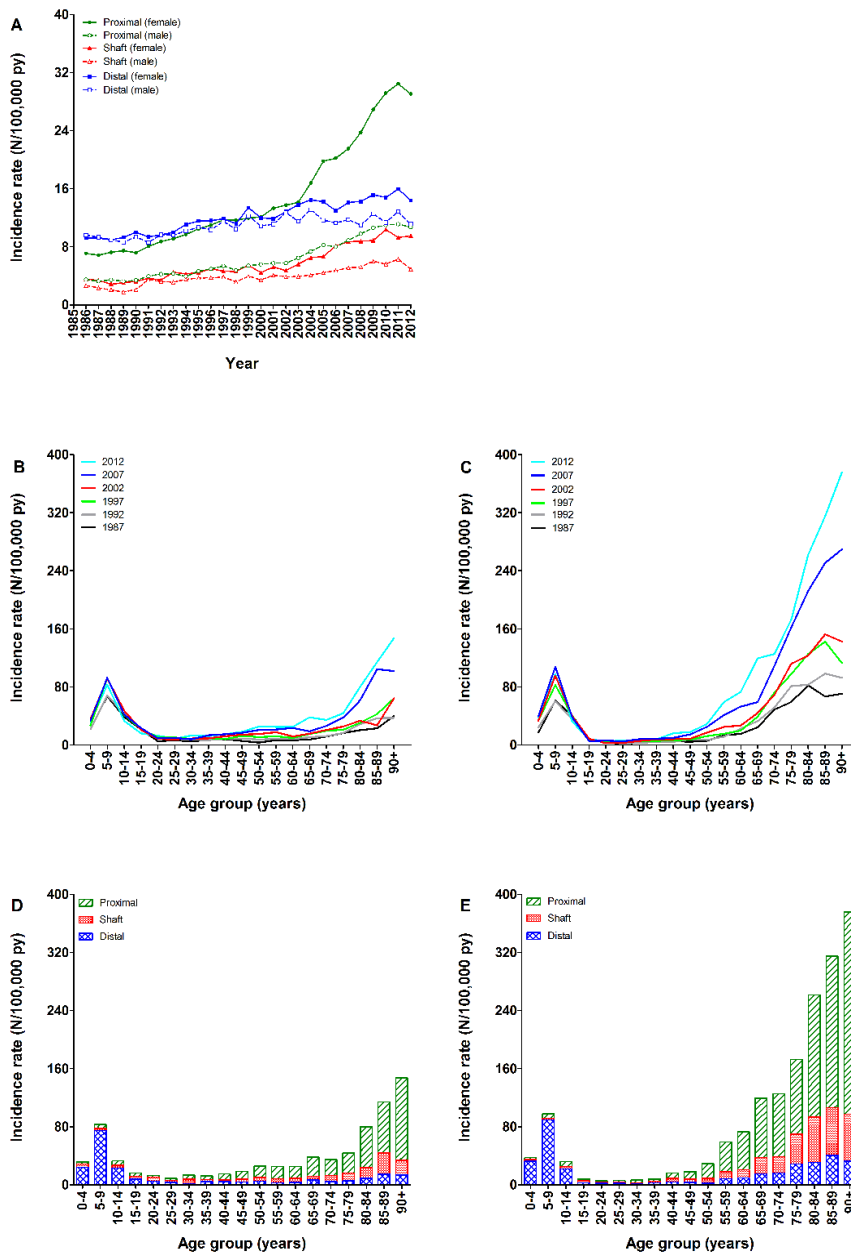 A
Incidence rate (N/100,000 py)
40
32
24
16
8
0
Proximal (female)
Proximal (male)
Shaft (female)
Shaft (male)
Distal (female)
Distal (male)
1985 1986 1987 1988 1989 1990 1991 1992 1993 1994 1995 1996 1997 1998 1999 2000 2001 2002 2003 2004 2005 2006 2007 2008 2009 2010 2011 2012
Year
B
Incidence rate (N/100,000 py)
400
320
240
160
80
0
2012
2007
2002
1997
1992
1987
0-4 5-9 10-14 15-19 20-24 25-29 30-34 35-39 40-44 45-49 50-54 55-59 60-64 65-69 70-74 75-79 80-84 85-89 90+
Age group (years)
C
Incidence rate (N/100,000 py)
400
320
240
160
80
0
2012
2007
2002
1997
1992
1987
0-4 5-9 10-14 15-19 20-24 25-29 30-34 35-39 40-44 45-49 50-54 55-59 60-64 65-69 70-74 75-79 80-84 85-89 90+
Age group (years)
D
Incidence rate (N/100,000 py)
400
320
240
160
80
0
Proximal
Shaft
Distal
0-4 5-9 10-14 15-19 20-24 25-29 30-34 35-39 40-44 45-49 50-54 55-59 60-64 65-69 70-74 75-79 80-84 85-89 90+
Age group (years)
E
Incidence rate (N/100,000 py)
400
320
240
160
80
0
Proximal
Shaft
Distal
0-4 5-9 10-14 15-19 20-24 25-29 30-34 35-39 40-44 45-49 50-54 55-59 60-64 65-69 70-74 75-79 80-84 85-89 90+
Age group (years)